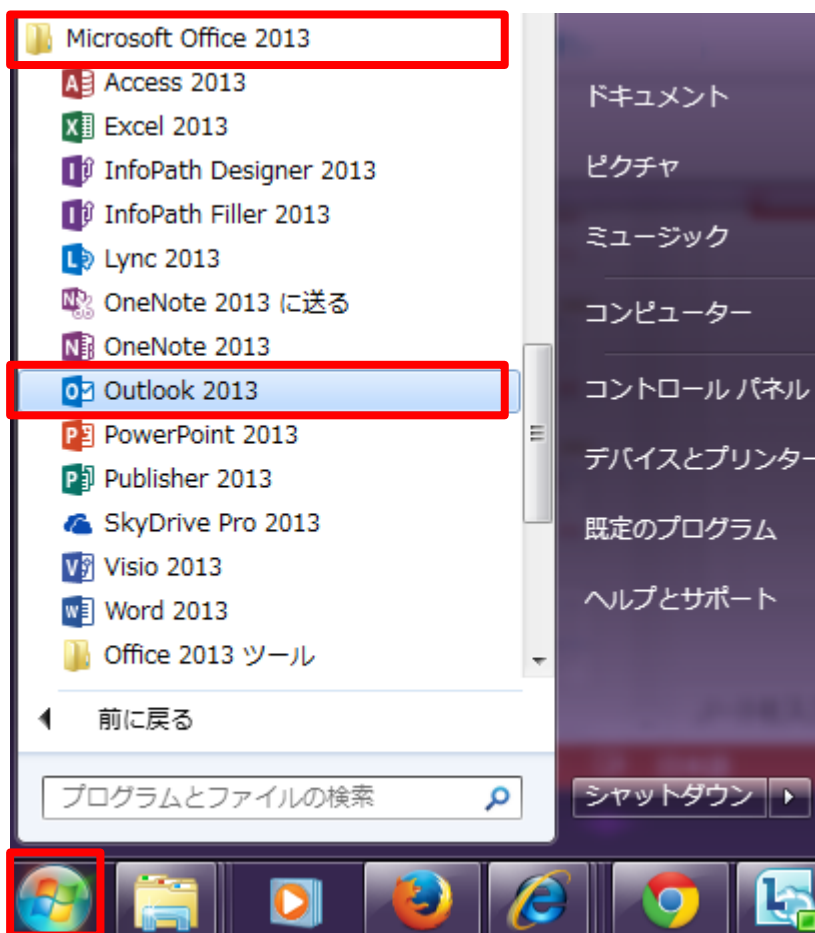 Microsoft Office 2013
Access 2013
Excel 2013
InfoPath Designer 2013
InfoPath Filler 2013
Lync 2013
OneNote 2013 に送る
OneNote 2013
Outlook 2013
PowerPoint 2013
Publisher 2013
SkyDrive Pro 2013
Visio 2013
Word 2013
Office 2013 ツール
前に戻る
プログラムとファイルの検索
ドキュメント
ピクチャ
ミュージック
コンピューター
コントロール パネル
デバイスとプリンター
既定のプログラム
ヘルプとサポート
シャットダウン